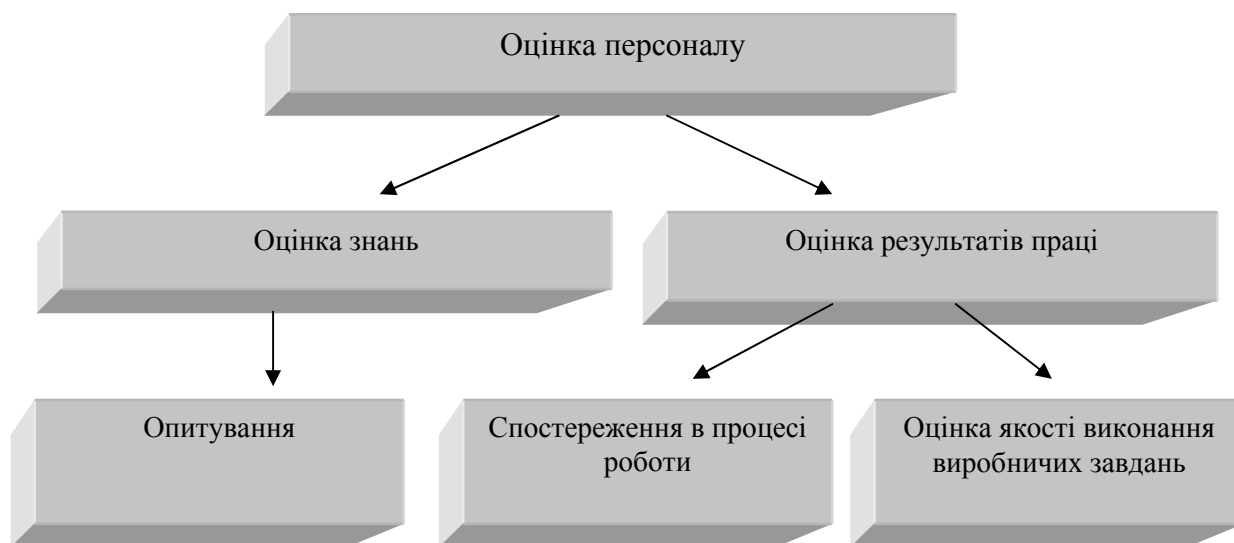 Оцінка персоналу
Оцінка знань
Оцінка результатів праці
Опитування
Спостереження в процесі
роботи
Оцінка якості виконання
виробничих завдань